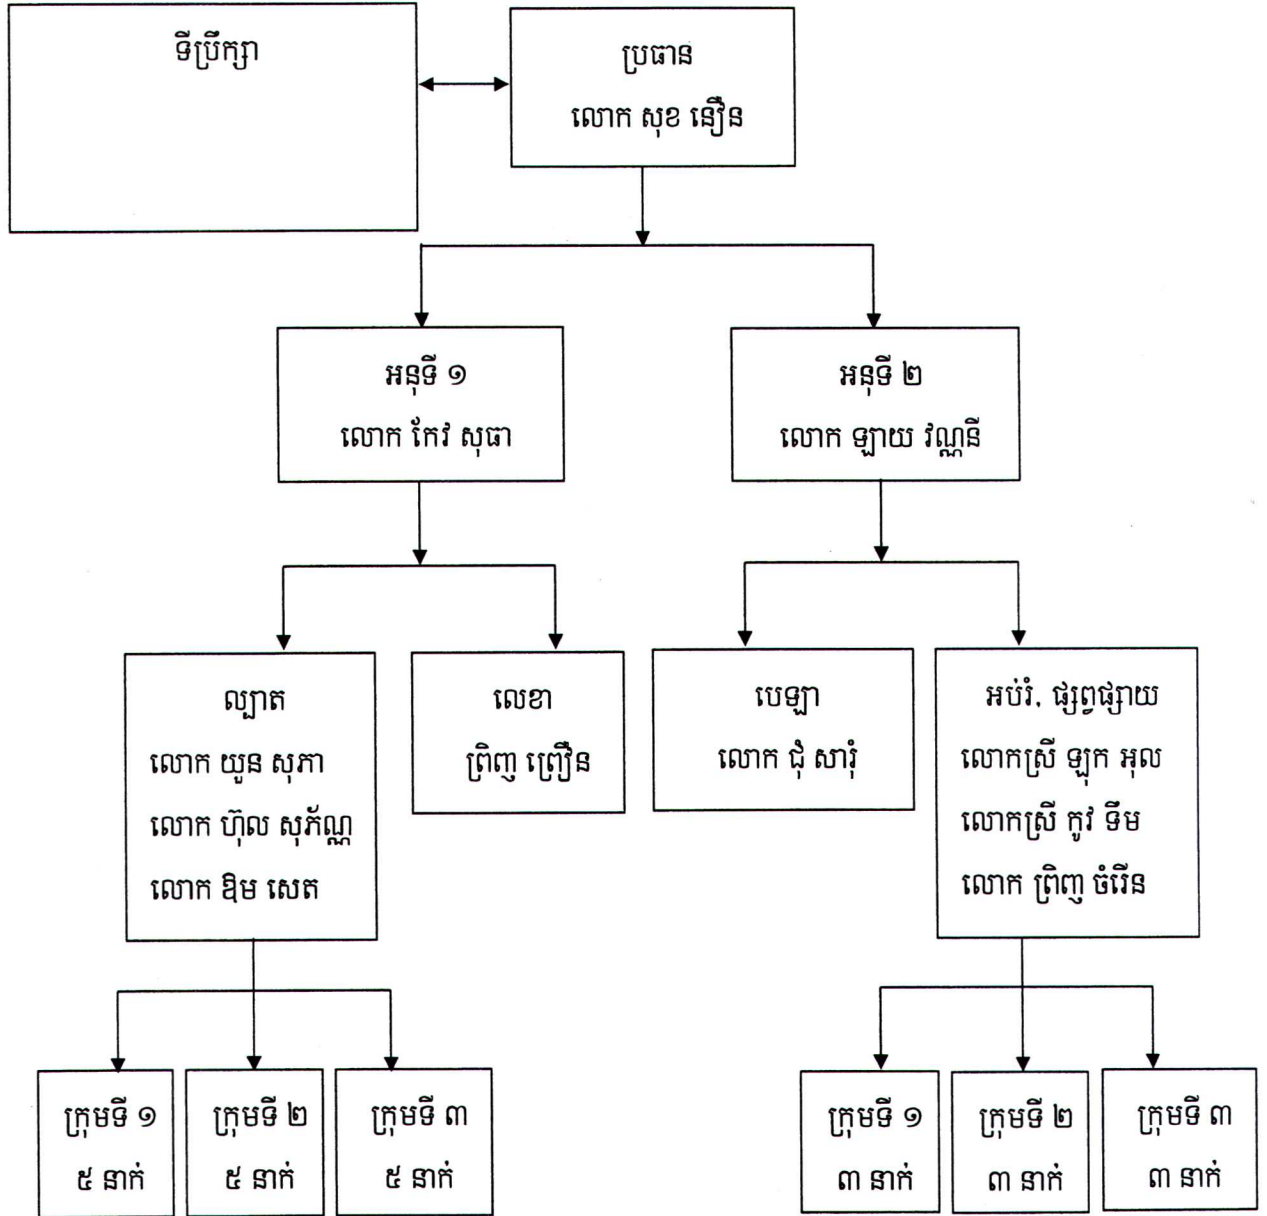 ទីប្រឹក្សា
ប្រធាន
លោក សុខ នឿន
អនុទី ១
លោក កែវ សុធា
អនុទី ២
លោក ឡាយ វណ្ណនី
ល្បាត
លោក យួន សុភា
លោក ហ៊ុល សុភ័ណ្ណ
លោក ឱម សេត
លេខា
ព្រិញ ព្រឿន
បេឡា
លោក ជុំ សារុំ
អប់រំ, ផ្សព្វផ្សាយ
លោកស្រី ឡុក អុល
លោកស្រី កូវ ទឹម
លោក ព្រិញ ចំរើន
ក្រុមទី ១
៥ នាក់
ក្រុមទី ២
៥ នាក់
ក្រុមទី ៣
៥ នាក់
ក្រុមទី ១
៣ នាក់
ក្រុមទី ២
៣ នាក់
ក្រុមទី ៣
៣ នាក់